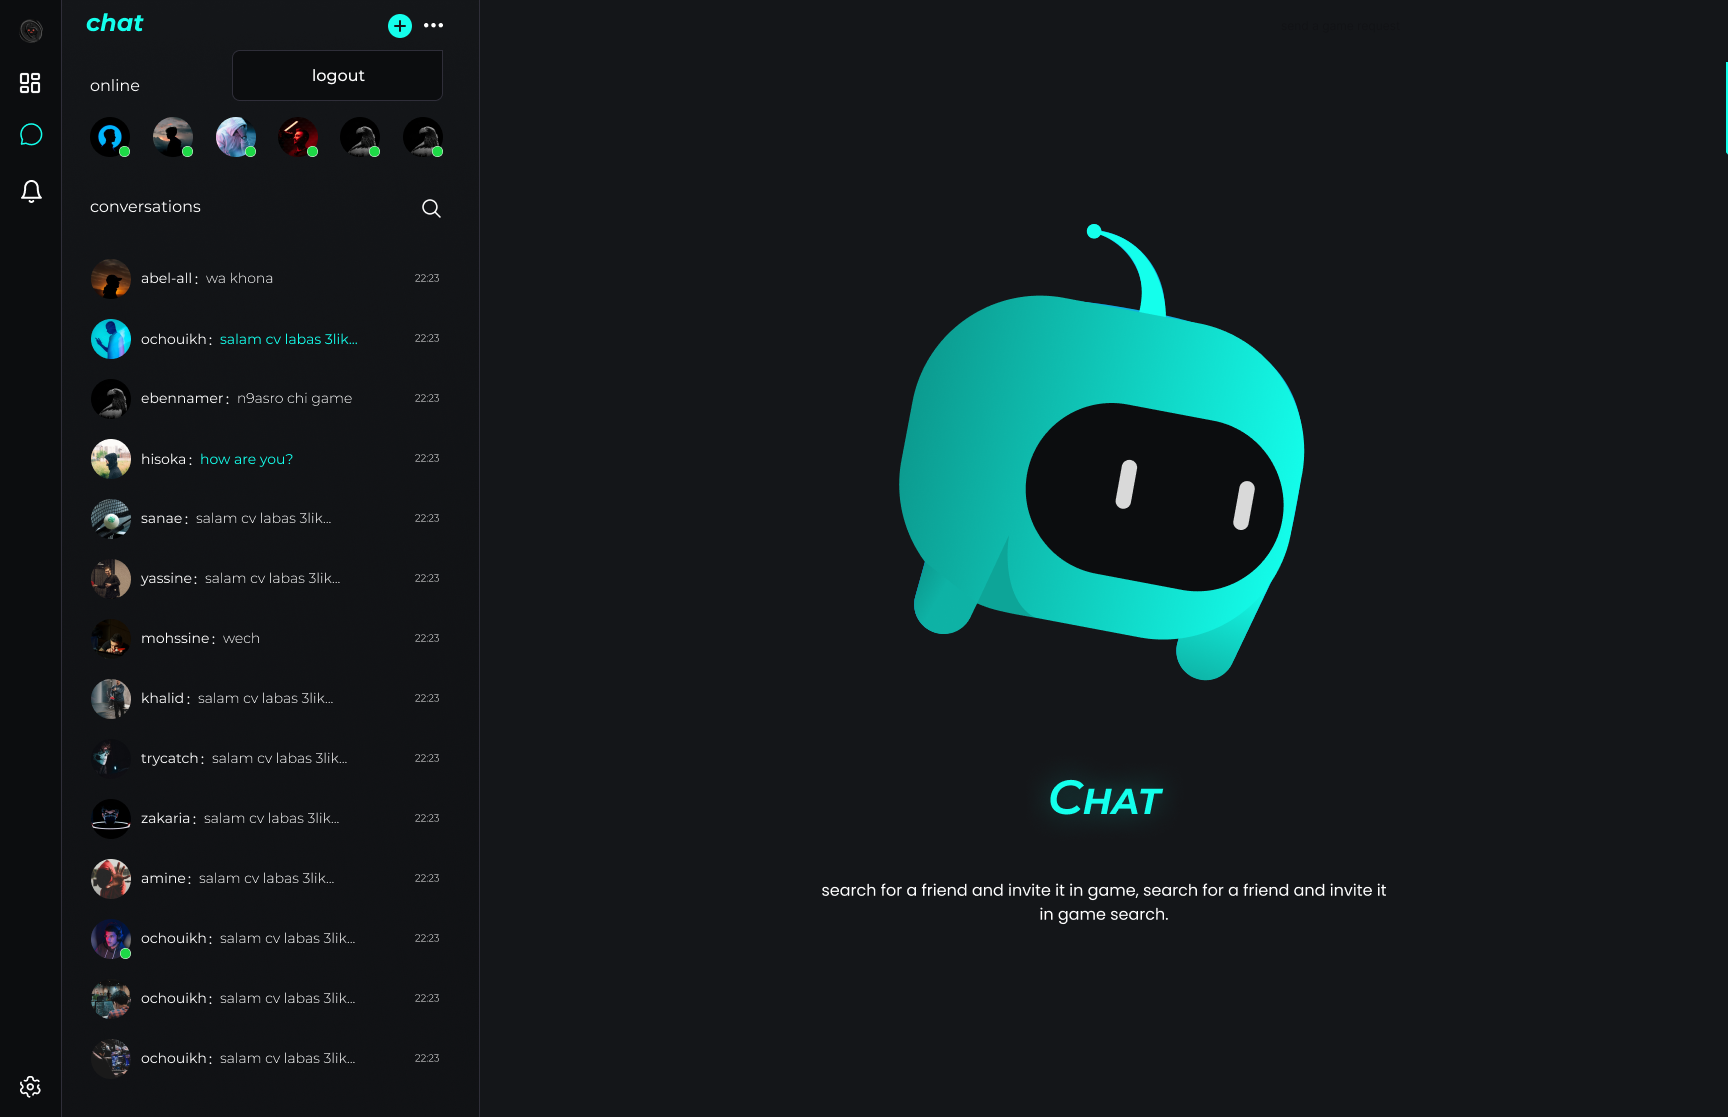 chat
logout
online
conversations
abel-all : wa khona 22:23
ochouikh : salam cv labas 3lik... 22:23
ebennamer : n9asro chi game 22:23
hisoka : how are you? 22:23
sanae : salam cv labas 3lik... 22:23
yassine : salam cv labas 3lik... 22:23
mohssine : wech 22:23
khalid : salam cv labas 3lik... 22:23
trycatch : salam cv labas 3lik... 22:23
zakaria : salam cv labas 3lik... 22:23
amine : salam cv labas 3lik... 22:23
ochouikh : salam cv labas 3lik... 22:23
ochouikh : salam cv labas 3lik... 22:23
ochouikh : salam cv labas 3lik... 22:23
CHAT
search for a friend and invite it in game, search for a friend and invite it
in game search.